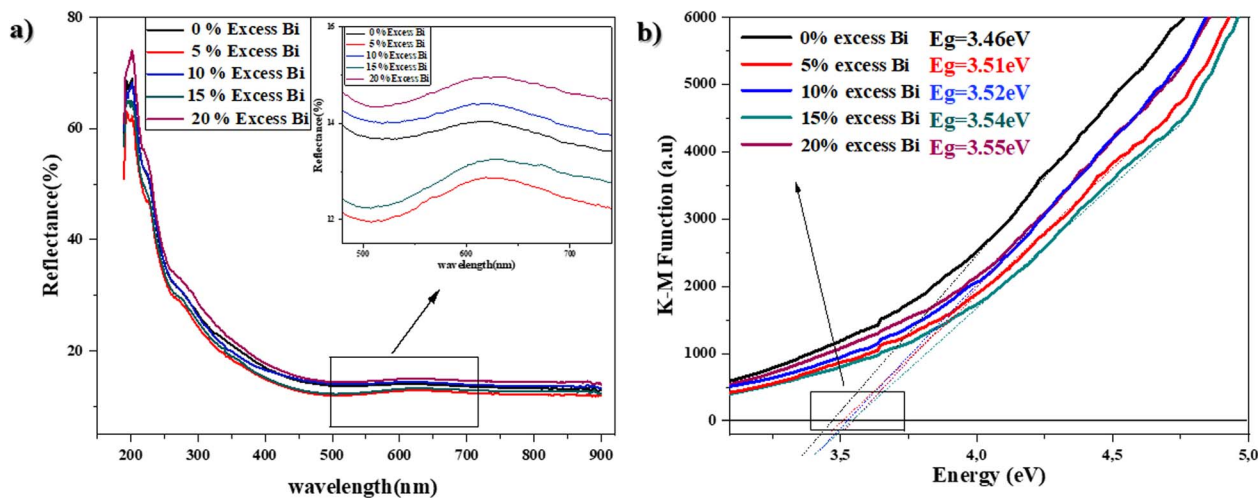 a)
80
60
40
20
Reflectance(%)
0 % Excess Bi
5 % Excess Bi
10 % Excess Bi
15 % Excess Bi
20 % Excess Bi
16
14
12
Reflectance(%)
0 % Excess Bi
5 % Excess Bi
10 % Excess Bi
15 % Excess Bi
20 % Excess Bi
500 600 700
wavelength(nm)
200 300 400 500 600 700 800 900
wavelength(nm)
b)
6000
5000
4000
3000
2000
1000
0
K-M Function (a.u)
0% excess Bi Eg=3.46eV
5% excess Bi Eg=3.51eV
10% excess Bi Eg=3.52eV
15% excess Bi Eg=3.54eV
20% excess Bi Eg=3.55eV
3,5 4,0 4,5 5,0
Energy (eV)